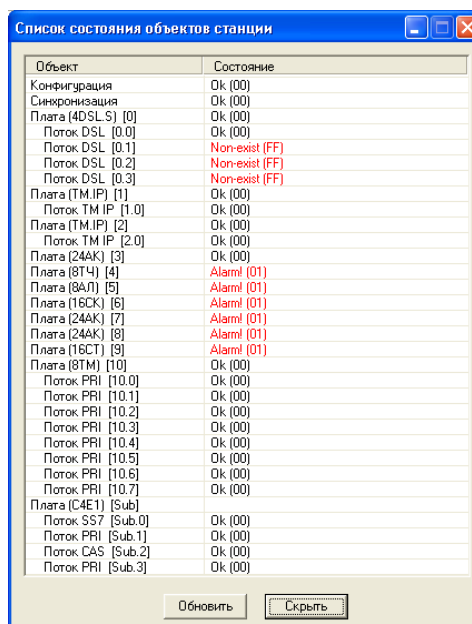 Список состояния объектов станции
Объект Состояние
Конфигурация Ok (00)
Синхронизация Ok (00)
Плата (4DSL.S) [0] Ok (00)
Поток DSL [0.0] Ok (00)
Поток DSL [0.1] Non-exist (FF)
Поток DSL [0.2] Non-exist (FF)
Поток DSL [0.3] Non-exist (FF)
Плата (TM.IP) [1] Ok (00)
Поток TM IP [1.0] Ok (00)
Плата (TM.IP) [2] Ok (00)
Поток TM IP [2.0] Ok (00)
Плата (24АК) [3] Ok (00)
Плата (8ТЧ) [4] Alarm! (01)
Плата (8АЛ) [5] Alarm! (01)
Плата (16СК) [6] Alarm! (01)
Плата (24АК) [7] Alarm! (01)
Плата (24АК) [8] Alarm! (01)
Плата (16СТ) [9] Alarm! (01)
Плата (8ТМ) [10] Ok (00)
Поток PRI [10.0] Ok (00)
Поток PRI [10.1] Ok (00)
Поток PRI [10.2] Ok (00)
Поток PRI [10.3] Ok (00)
Поток PRI [10.4] Ok (00)
Поток PRI [10.5] Ok (00)
Поток PRI [10.6] Ok (00)
Поток PRI [10.7] Ok (00)
Плата (C4E1) [Sub]
Поток SS7 [Sub.0] Ok (00)
Поток PRI [Sub.1] Ok (00)
Поток CAS [Sub.2] Ok (00)
Поток PRI [Sub.3] Ok (00)
Обновить Скрыть